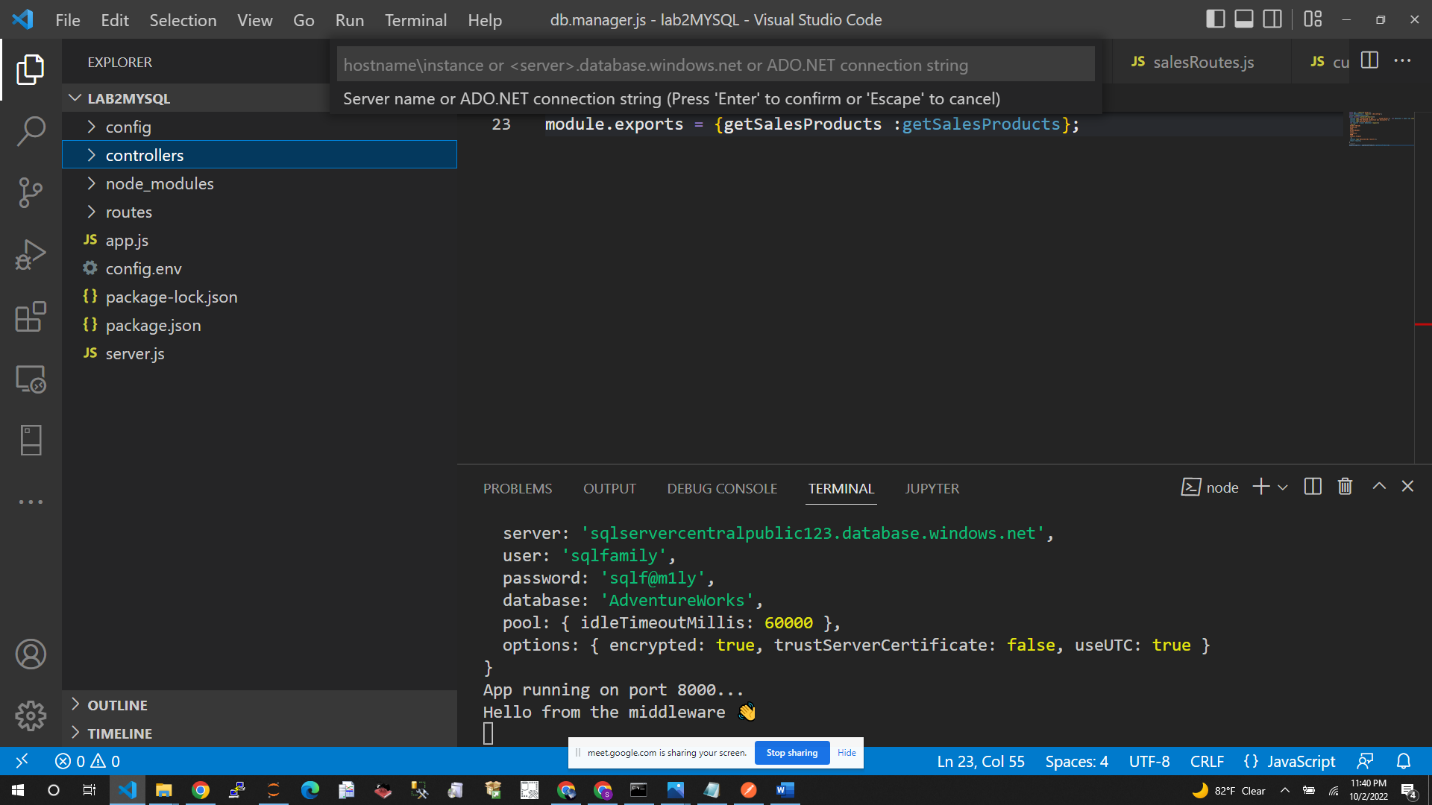 File Edit Selection View Go Run Terminal Help db.manager.js - lab2MYSQL - Visual Studio Code
EXPLORER
hostname\instance or <server>.database.windows.net or ADO.NET connection string
Server name or ADO.NET connection string (Press 'Enter' to confirm or 'Escape' to cancel)
JS salesRoutes.js JS cu
LAB2MYSQL
config
controllers
node_modules
routes
JS app.js
config.env
{} package-lock.json
{} package.json
JS server.js
OUTLINE
TIMELINE
23 module.exports = {getSalesProducts :getSalesProducts};
PROBLEMS OUTPUT DEBUG CONSOLE TERMINAL JUPYTER node
server: 'sqlservercentralpublic123.database.windows.net',
user: 'sqlfamily',
password: 'sqlf@m1ly',
database: 'AdventureWorks',
pool: { idleTimeoutMillis: 60000 },
options: { encrypted: true, trustServerCertificate: false, useUTC: true }
}
App running on port 8000...
Hello from the middleware 👋
meet.google.com is sharing your screen. Stop sharing Hide
0 0 Ln 23, Col 55 Spaces: 4 UTF-8 CRLF {} JavaScript
82°F Clear 11:40 PM
10/2/2022 4